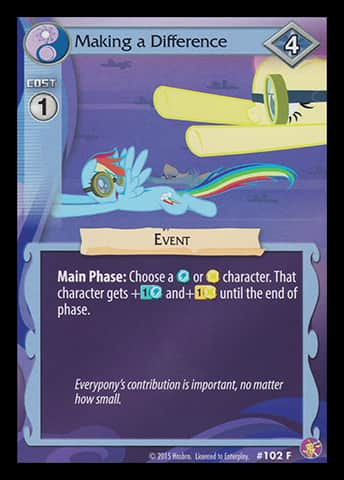 Making a Difference
4
COST
1
EVENT
Main Phase: Choose a or character. That
character gets +1 and+1 until the end of
phase.
Everypony's contribution is important, no matter
how small.
© 2015 Hasbro. Licensed to Enterplay. #102 F